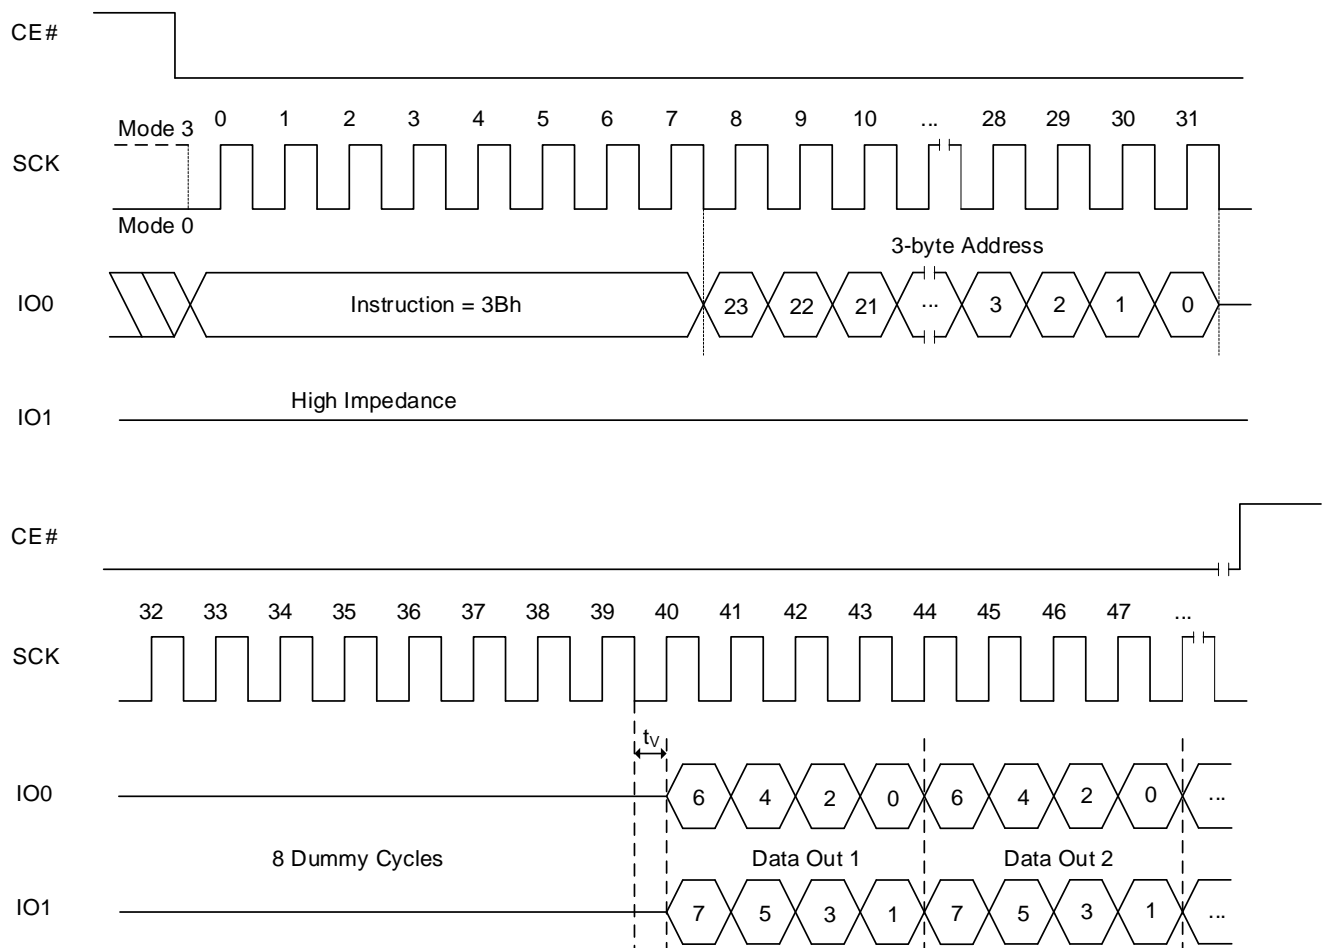 CE#
Mode 3 0 1 2 3 4 5 6 7 8 9 10 ... 28 29 30 31
SCK
Mode 0
3-byte Address
IO0 Instruction = 3Bh 23 22 21 ... 3 2 1 0
High Impedance
IO1
CE#
32 33 34 35 36 37 38 39 40 41 42 43 44 45 46 47 ...
SCK
tV
IO0 6 4 2 0 6 4 2 0 ...
8 Dummy Cycles Data Out 1 Data Out 2
IO1 7 5 3 1 7 5 3 1 ...